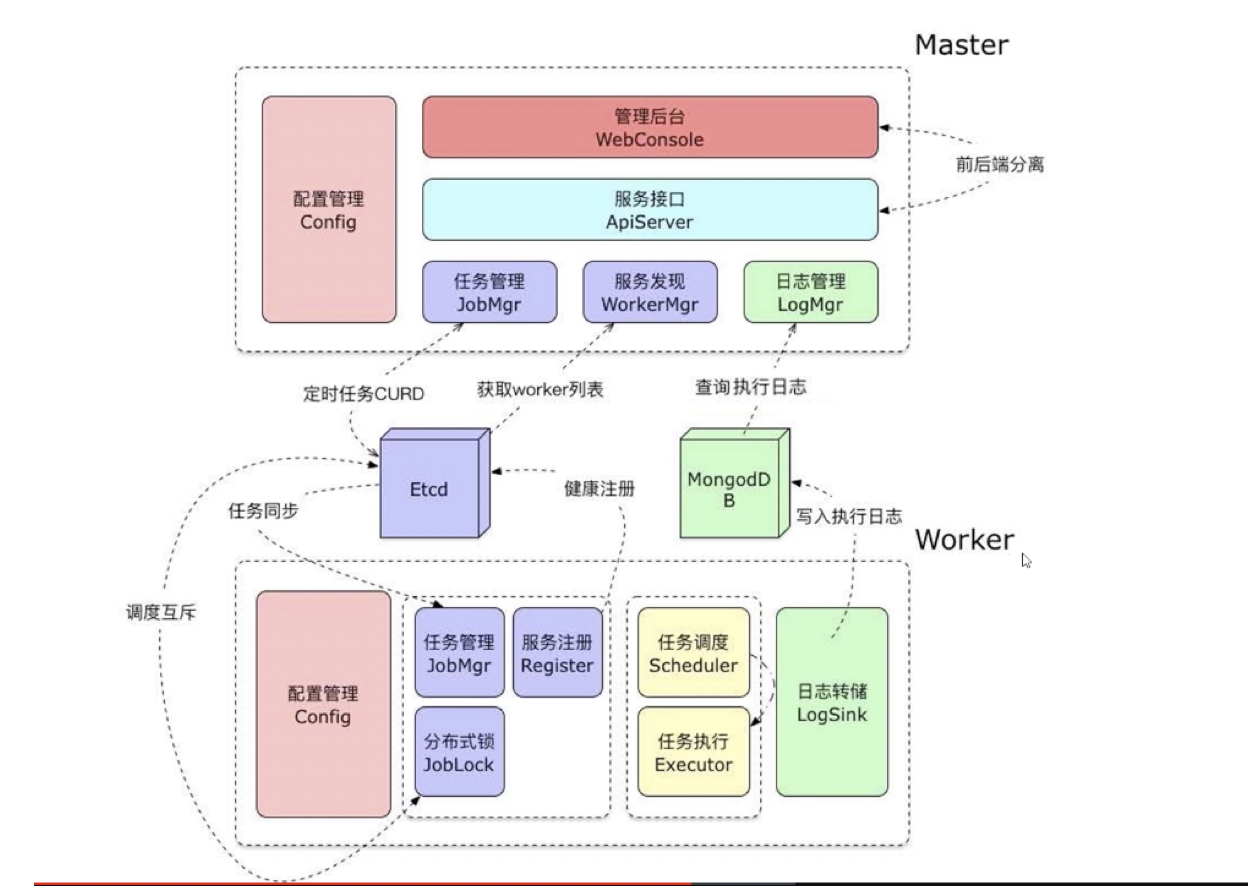 Master
管理后台
WebConsole
前后端分离
配置管理
Config
服务接口
ApiServer
任务管理
JobMgr
服务发现
WorkerMgr
日志管理
LogMgr
定时任务CURD
获取worker列表
查询执行日志
Etcd
MongodD
B
健康注册
任务同步
写入执行日志
Worker
调度互斥
配置管理
Config
任务管理
JobMgr
服务注册
Register
分布式锁
JobLock
任务调度
Scheduler
任务执行
Executor
日志转储
LogSink